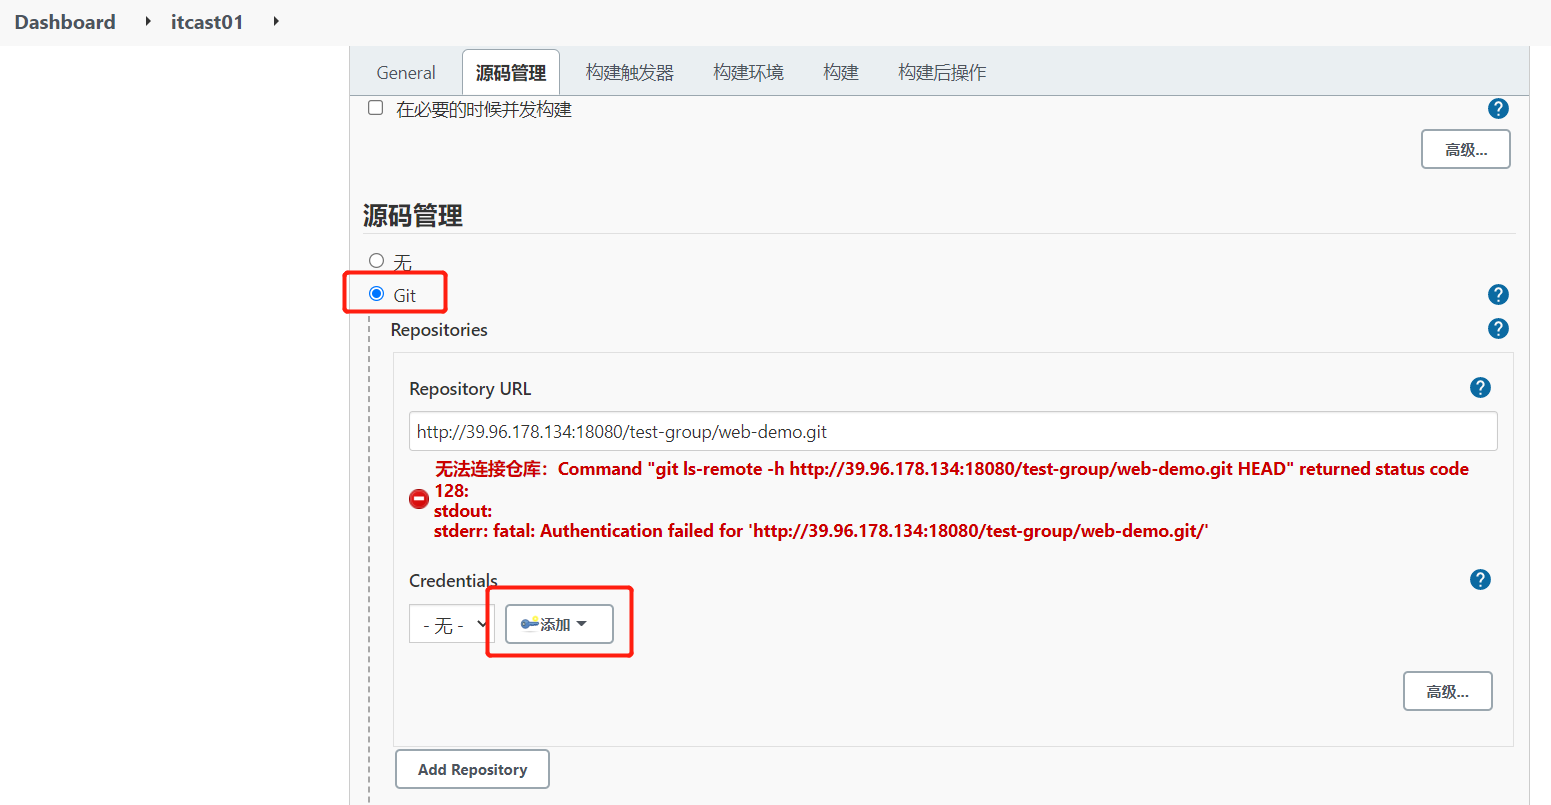 Dashboard itcast01
General 源码管理 构建触发器 构建环境 构建 构建后操作
在必要的时候并发构建 ?
高级...
源码管理
无
Git ?
Repositories ?
Repository URL ?
http://39.96.178.134:18080/test-group/web-demo.git
无法连接仓库：Command "git ls-remote -h http://39.96.178.134:18080/test-group/web-demo.git HEAD" returned status code
128:
stdout:
stderr: fatal: Authentication failed for 'http://39.96.178.134:18080/test-group/web-demo.git/'
Credentials ?
- 无 - 添加
高级...
Add Repository